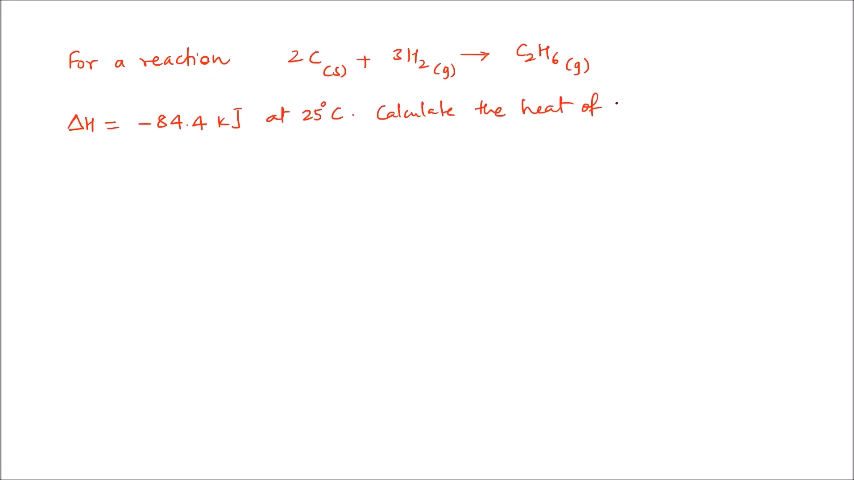 For a reaction 2C(s) + 3H2(g) → C2H6(g)
ΔH = -84.4 kJ at 25°C. Calculate the heat of